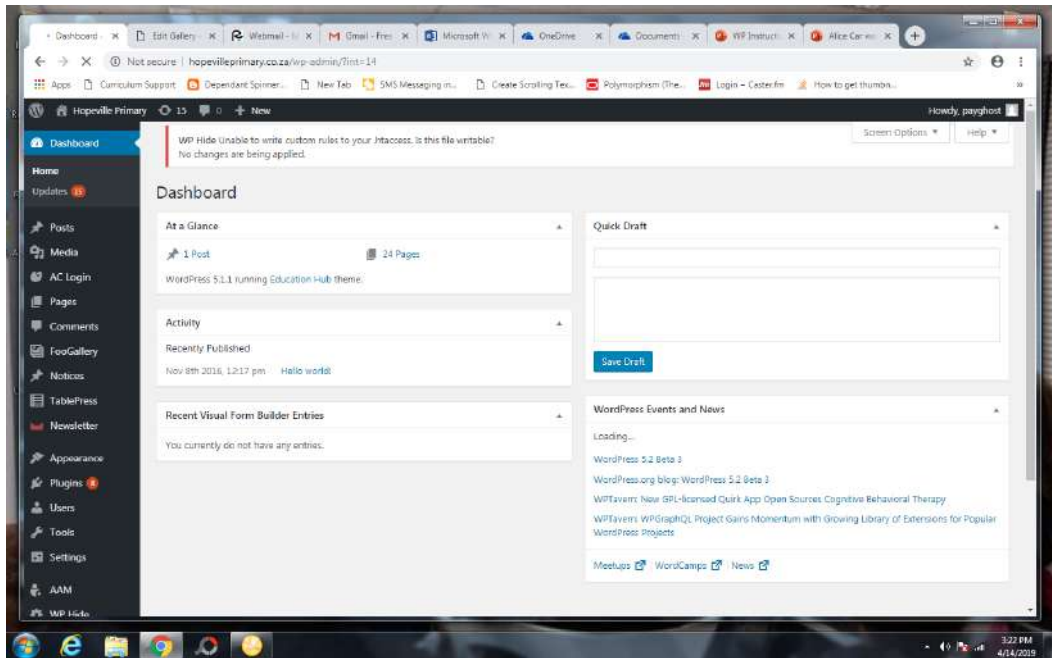 Dashboard
Edit Gallery
Webmail
Gmail - Free
Microsoft W
OneDrive
Documents
WP Instruct
Alice Car
Not secure | hopevilleprimary.co.za/wp-admin/?int=14
Apps
Curriculum Support
Dependant Spinner...
New Tab
SMS Messaging in...
Create Scrolling Tex...
Polymorphism (The...
Login – Caster.fm
How to get thumbn...
Hopeville Primary
15
0
+ New
Howdy, payghost
Dashboard
Home
Updates 15
Posts
Media
AC Login
Pages
Comments
FooGallery
Notices
TablePress
Newsletter
Appearance
Plugins 8
Users
Tools
Settings
AAM
WP Hide
WP Hide Unable to write custom rules to your .htaccess. Is this file writable?
No changes are being applied.
Screen Options
Help
Dashboard
At a Glance
1 Post
24 Pages
WordPress 5.1.1 running Education Hub theme.
Activity
Recently Published
Nov 8th 2016, 12:17 pm Hello world!
Recent Visual Form Builder Entries
You currently do not have any entries.
Quick Draft
Save Draft
WordPress Events and News
Loading...
WordPress 5.2 Beta 3
WordPress.org blog: WordPress 5.2 Beta 3
WPTavern: New GPL-licensed Quirk App Open Sources Cognitive Behavioral Therapy
WPTavern: WPGraphQL Project Gains Momentum with Growing Library of Extensions for Popular
WordPress Projects
Meetups
WordCamps
News
3:22 PM
4/14/2019